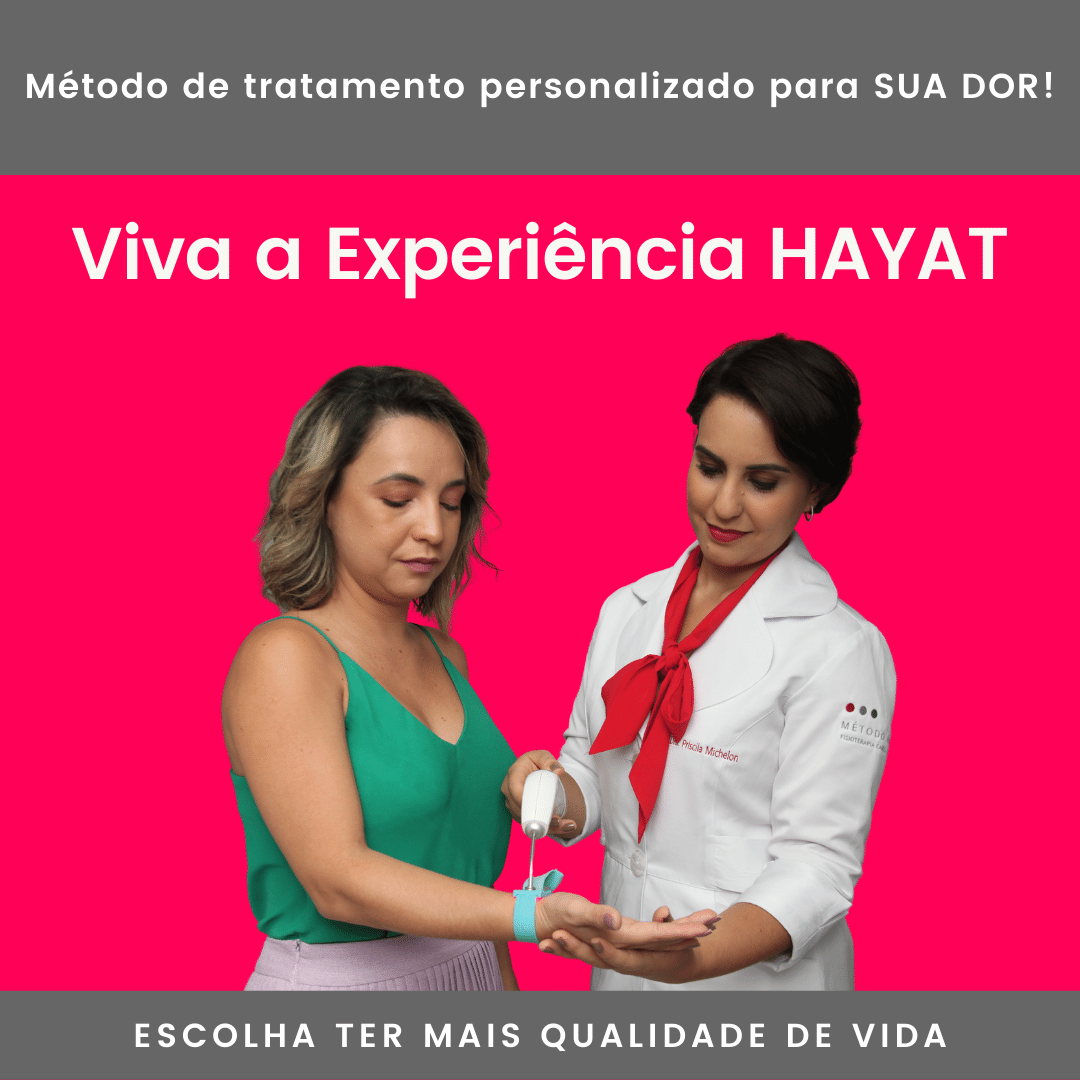 Método de tratamento personalizado para SUA DOR!
Viva a Experiência HAYAT
Priscila Michelon
MÉTODO
FISIOTERAPIA
ESCOLHA TER MAIS QUALIDADE DE VIDA